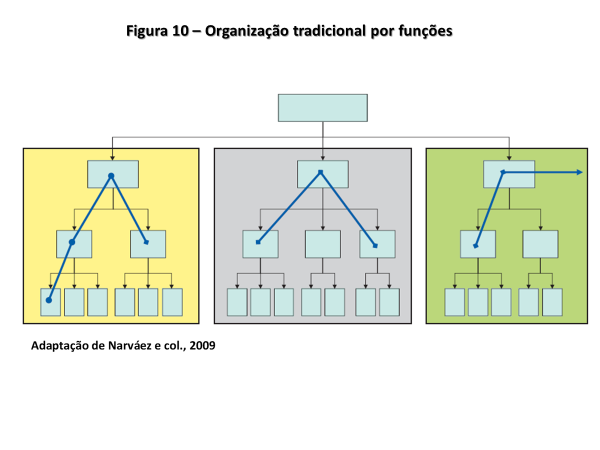 Figura 10 – Organização tradicional por funções
Adaptação de Narváez e col., 2009